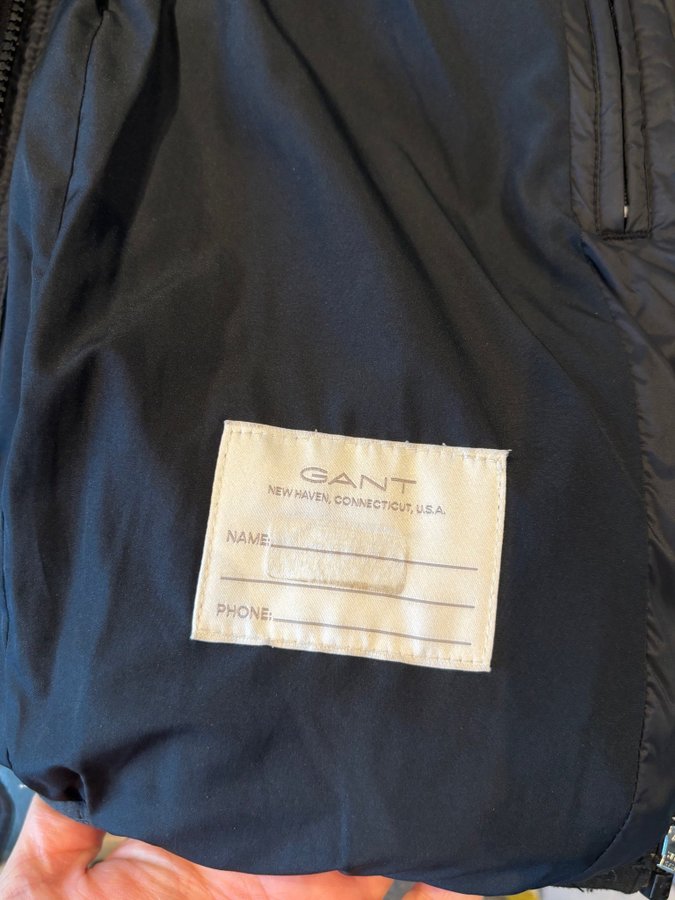 GANT
NEW HAVEN, CONNECTICUT, U.S.A.
NAME:
PHONE: